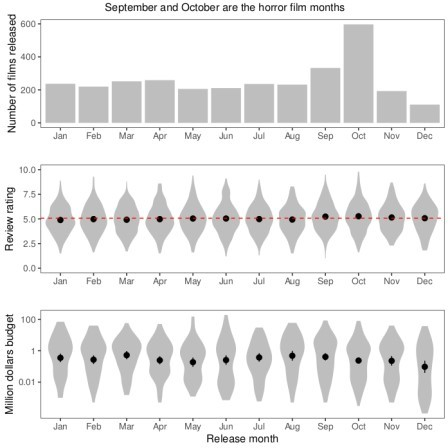 September and October are the horror film months
Number of films released
600
400
200
0
Jan Feb Mar Apr May Jun Jul Aug Sep Oct Nov Dec
Review rating
10.0
7.5
5.0
2.5
0.0
Jan Feb Mar Apr May Jun Jul Aug Sep Oct Nov Dec
Million dollars budget
100
1
0.01
Jan Feb Mar Apr May Jun Jul Aug Sep Oct Nov Dec
Release month